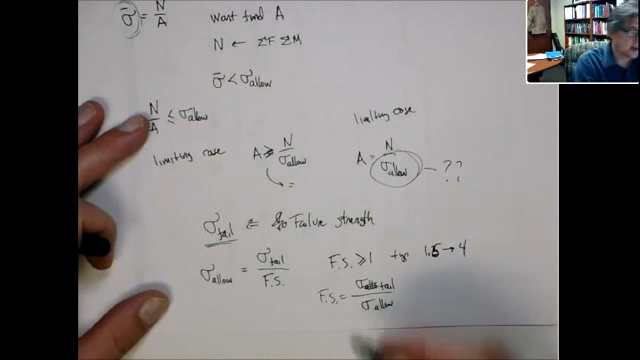 σ̄ = N/A want find A
N ← ΣF ΣM
σ̄ < σallow
N/A ≤ σallow
limiting case
limiting case A ≥ N/σallow
A = N/σallow — ??
=
σfail Failure strength
σallow = σfail/F.S. F.S. ≥ 1 typ 1.5 → 4
F.S. = σfail/σallow